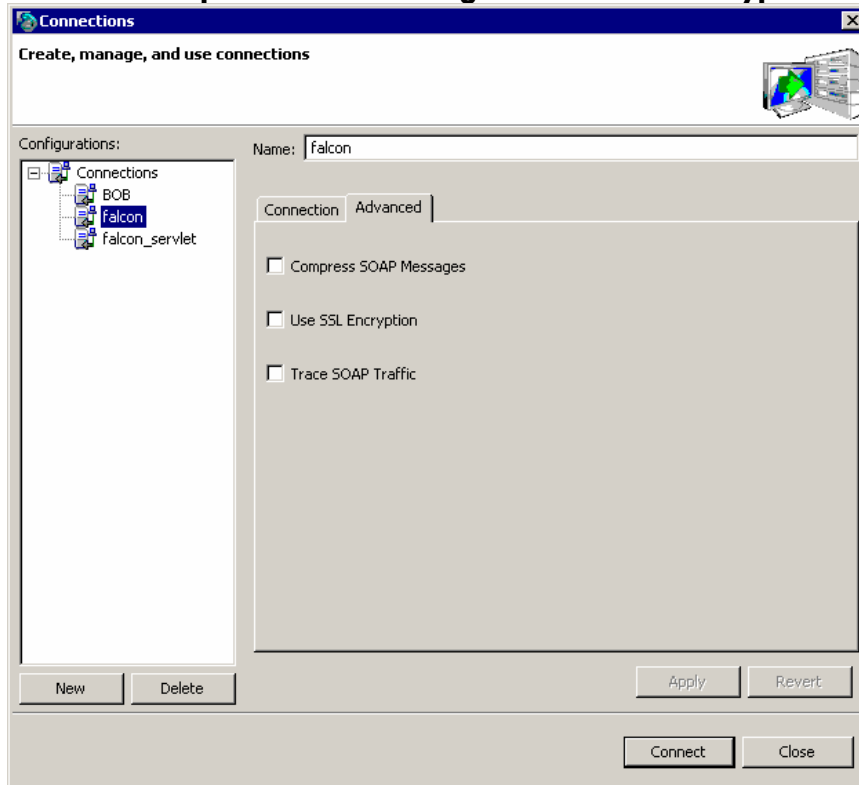 Connections
Create, manage, and use connections
Configurations:
Name: falcon
Connections
BOB
falcon
falcon_servlet
Connection Advanced
Compress SOAP Messages
Use SSL Encryption
Trace SOAP Traffic
New Delete
Apply Revert
Connect Close